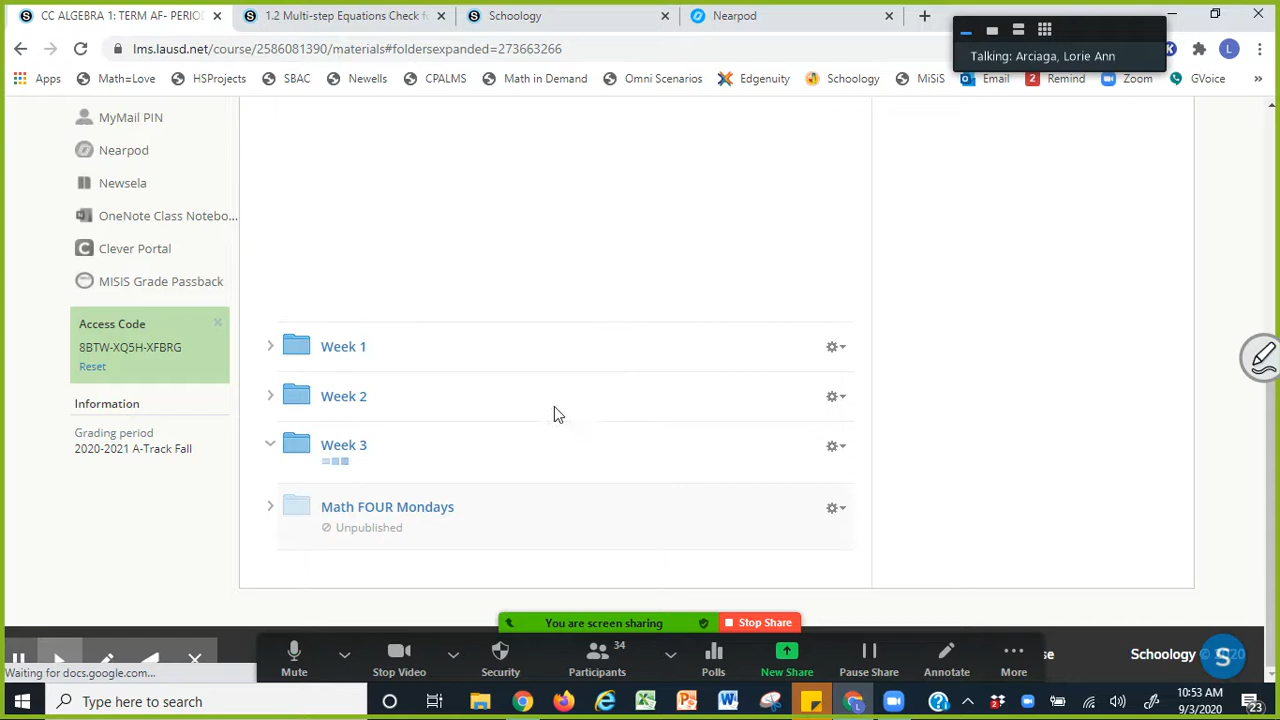 CC ALGEBRA 1: TERM AF- PERIO
1.2 Multi-step Equations Check f
Schoology
Nearpod
lms.lausd.net/course/2586081390/materials#foldersexpanded=273663266
Talking: Arciaga, Lorie Ann
K
L
Apps
Math=Love
HSProjects
SBAC
Newells
CPALMS
Math in Demand
Omni Scenarios
Edgenuity
Schoology
MiSiS
Email
2 Remind
Zoom
GVoice
»
MyMail PIN
Nearpod
Newsela
OneNote Class Notebo...
Clever Portal
MISIS Grade Passback
Access Code
8BTW-XQ5H-XFBRG
Reset
Information
Grading period
2020-2021 A-Track Fall
Week 1
Week 2
Week 3
Math FOUR Mondays
Unpublished
You are screen sharing
Stop Share
Mute
Stop Video
Security
34
Participants
Polls
New Share
Pause Share
Annotate
More
se
Schoology © 2020
Waiting for docs.google.com...
Type here to search
10:53 AM
9/3/2020
23